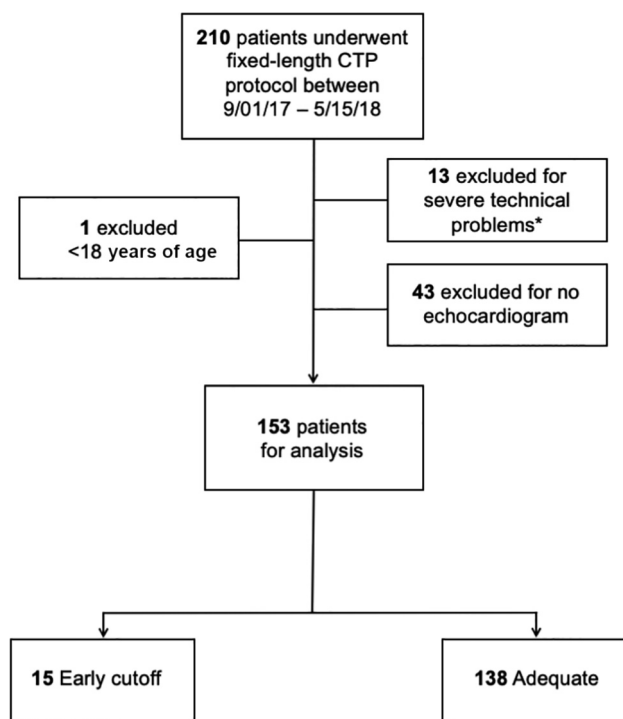 210 patients underwent
fixed-length CTP
protocol between
9/01/17 – 5/15/18
13 excluded for
severe technical
problems*
1 excluded
<18 years of age
43 excluded for no
echocardiogram
153 patients
for analysis
15 Early cutoff
138 Adequate